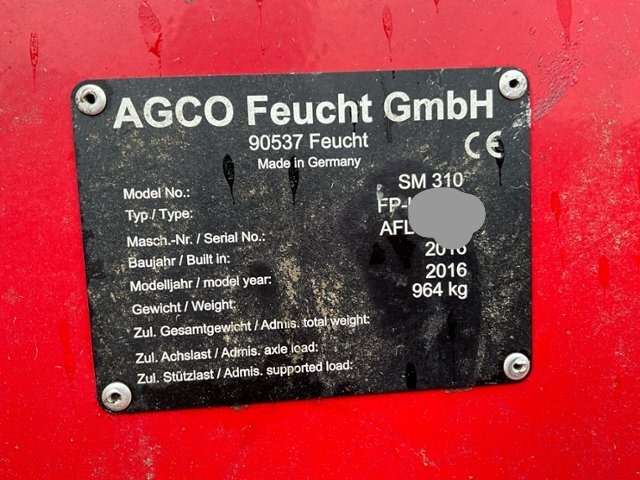 AGCO Feucht GmbH
90537 Feucht
CE
Made in Germany
Model No.: SM 310
Typ / Type:
Masch.-Nr. / Serial No.:
Baujahr / Built in: 2016
Modelljahr / model year: 2016
Gewicht / Weight: 964 kg
Zul. Gesamtgewicht / Admis. total weight:
Zul. Achslast / Admis. axle load:
Zul. Stützlast / Admis. supported load: